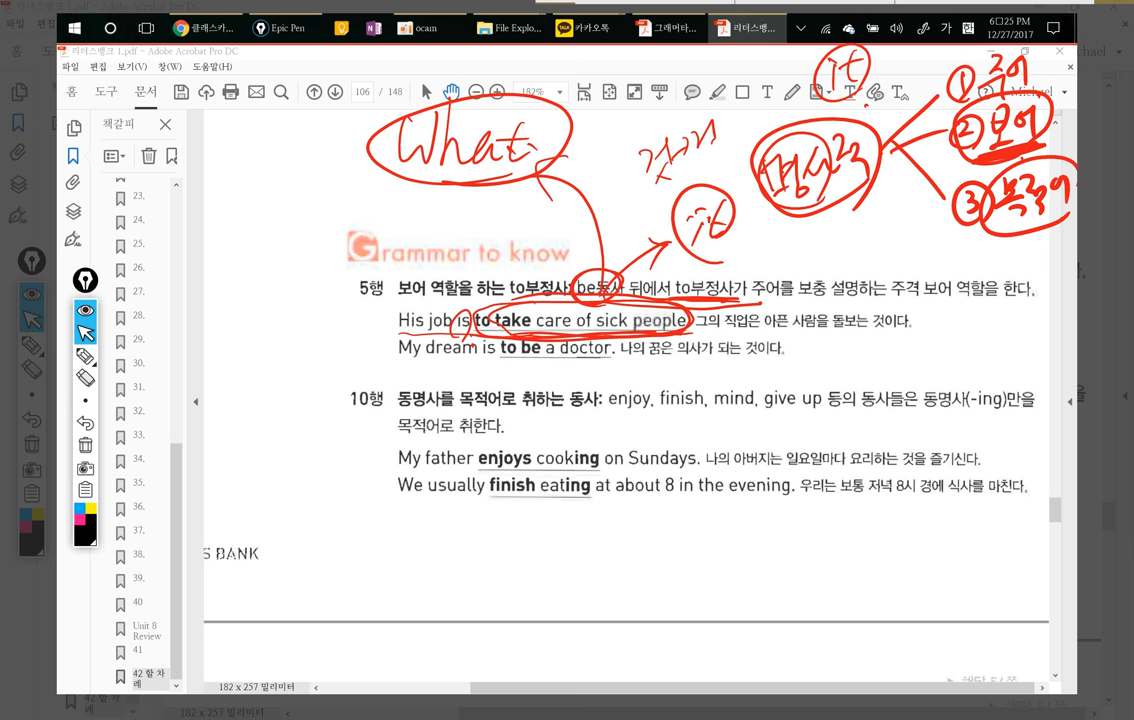 클래스카...
Epic Pen
ocam
File Explo...
카카오톡
그래머타...
리더스뱅...
가
한
6:25 PM
12/27/2017
리더스뱅크 1.pdf - Adobe Acrobat Pro DC
파일 편집 보기(V) 창(W) 도움말(H)
홈 도구 문서
106 / 148
182%
Michael
책갈피
it
① 주어
② 보어
③ 목적어
What
it
Grammar to know
5행 보어 역할을 하는 to부정사: be동사 뒤에서 to부정사가 주어를 보충 설명하는 주격 보어 역할을 한다.
His job is to take care of sick people. 그의 직업은 아픈 사람을 돌보는 것이다.
My dream is to be a doctor. 나의 꿈은 의사가 되는 것이다.
10행 동명사를 목적어로 취하는 동사: enjoy, finish, mind, give up 등의 동사들은 동명사(-ing)만을
목적어로 취한다.
My father enjoys cooking on Sundays. 나의 아버지는 일요일마다 요리하는 것을 즐기신다.
We usually finish eating at about 8 in the evening. 우리는 보통 저녁 8시 경에 식사를 마친다.
S BANK
23.
24.
25.
26.
27.
28.
29.
30.
31.
32.
33.
34.
35.
36.
37.
38.
39.
40
Unit 8
Review
41
42 할 차
례
182 x 257 밀리미터